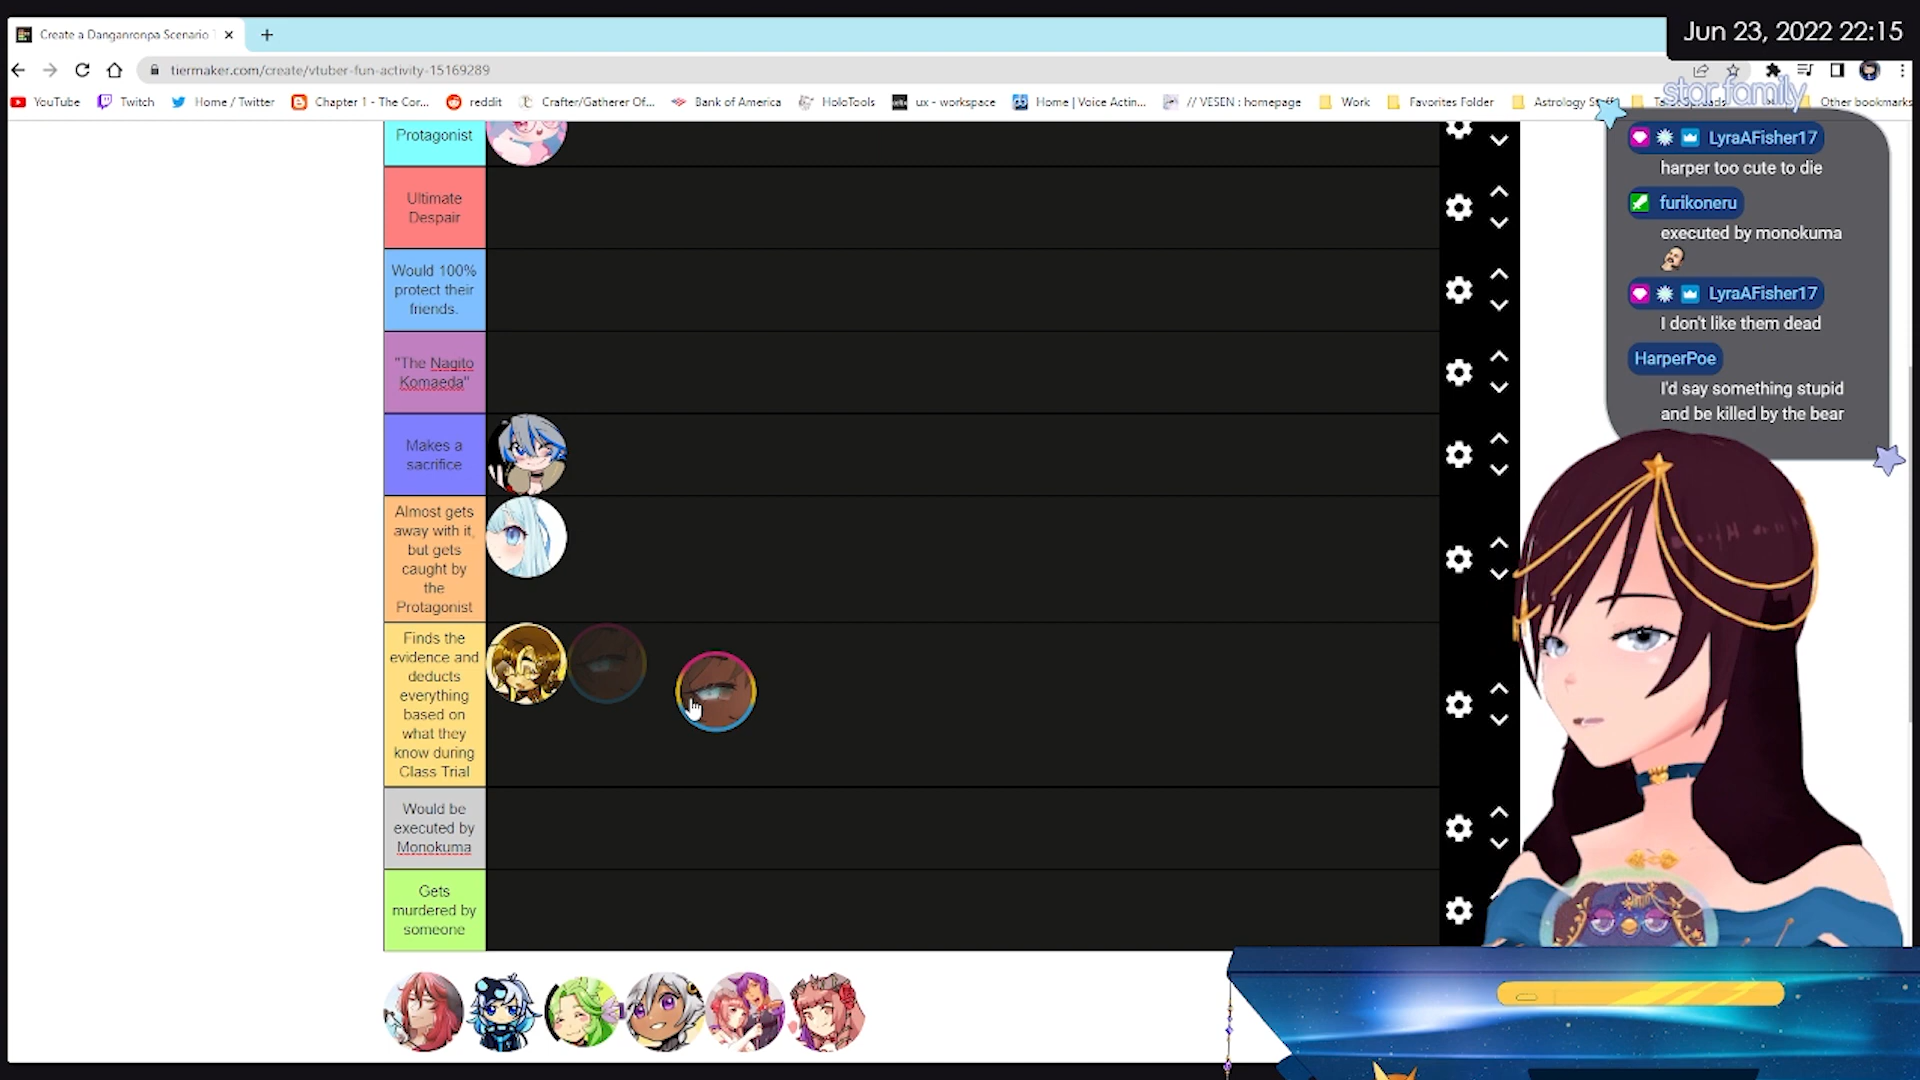 Jun 23, 2022 22:15
Create a Danganronpa Scenario
tiermaker.com/create/vtuber-fun-activity-15169289
YouTube
Twitch
Home / Twitter
Chapter 1 - The Cor...
reddit
Crafter/Gatherer Of...
Bank of America
HoloTools
ux - workspace
Home | Voice Actin...
// VESEN : homepage
Work
Favorites Folder
Astrology
Other bookmarks
star family
Protagonist
Ultimate
Despair
Would 100%
protect their
friends.
"The Nagito
Komaeda"
Makes a
sacrifice
Almost gets
away with it,
but gets
caught by
the
Protagonist
Finds the
evidence and
deducts
everything
based on
what they
know during
Class Trial
Would be
executed by
Monokuma
Gets
murdered by
someone
LyraAFisher17
harper too cute to die
furikoneru
executed by monokuma
LyraAFisher17
I don't like them dead
HarperPoe
I'd say something stupid
and be killed by the bear